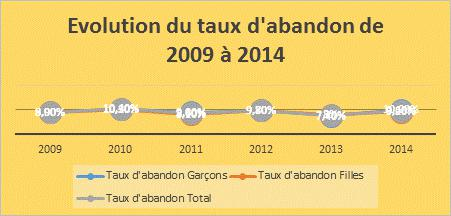 Evolution du taux d'abandon de
2009 à 2014
2009 2010 2011 2012 2013 2014
Taux d'abandon Garçons Taux d'abandon Filles
Taux d'abandon Total